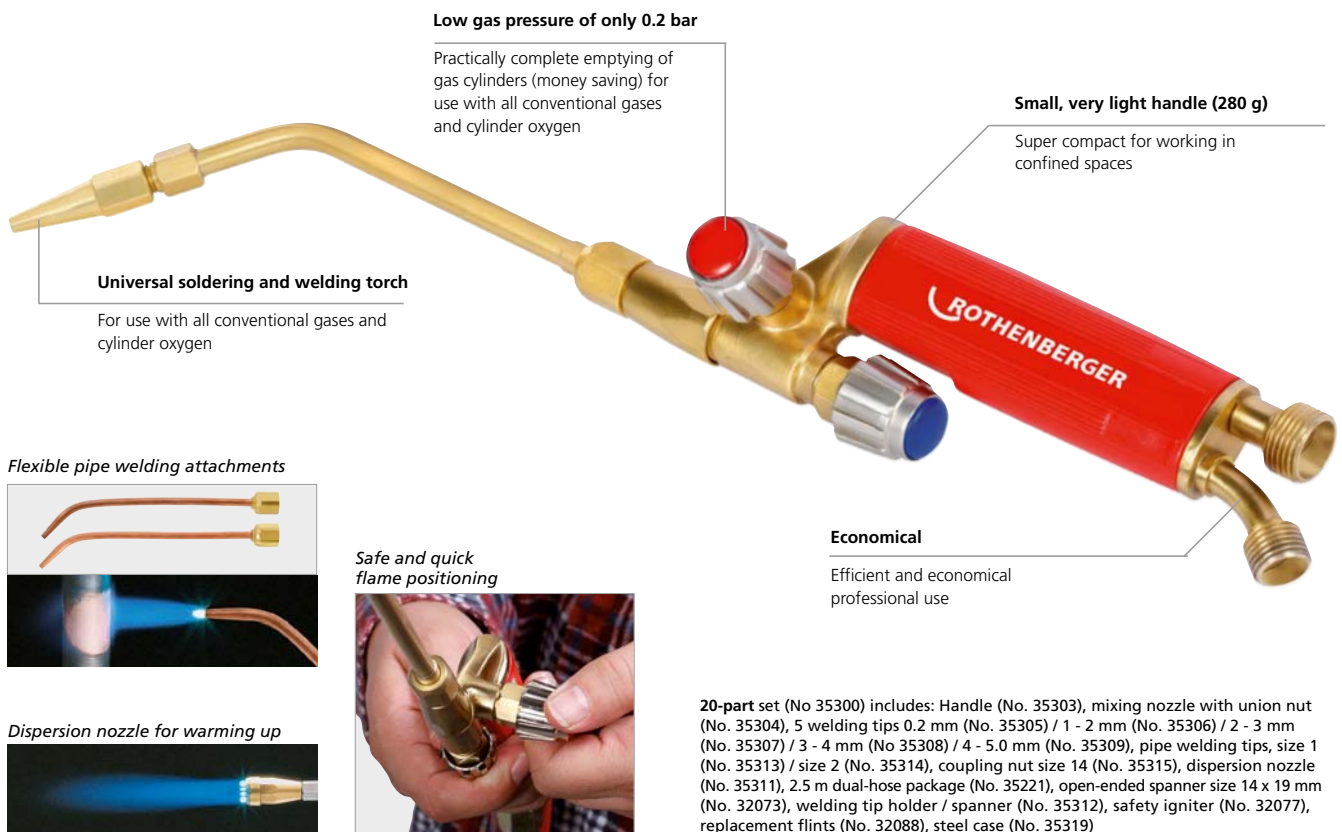 Low gas pressure of only 0.2 bar
Practically complete emptying of
gas cylinders (money saving) for
use with all conventional gases
and cylinder oxygen
Small, very light handle (280 g)
Super compact for working in
confined spaces
ROTHENBERGER
Universal soldering and welding torch
For use with all conventional gases and
cylinder oxygen
Flexible pipe welding attachments
Economical
Efficient and economical
professional use
Safe and quick
flame positioning
Dispersion nozzle for warming up
20-part set (No 35300) includes: Handle (No. 35303), mixing nozzle with union nut
(No. 35304), 5 welding tips 0.2 mm (No. 35305) / 1 - 2 mm (No. 35306) / 2 - 3 mm
(No. 35307) / 3 - 4 mm (No 35308) / 4 - 5.0 mm (No. 35309), pipe welding tips, size 1
(No. 35313) / size 2 (No. 35314), coupling nut size 14 (No. 35315), dispersion nozzle
(No. 35311), 2.5 m dual-hose package (No. 35221), open-ended spanner size 14 x 19 mm
(No. 32073), welding tip holder / spanner (No. 35312), safety igniter (No. 32077),
replacement flints (No. 32088), steel case (No. 35319)